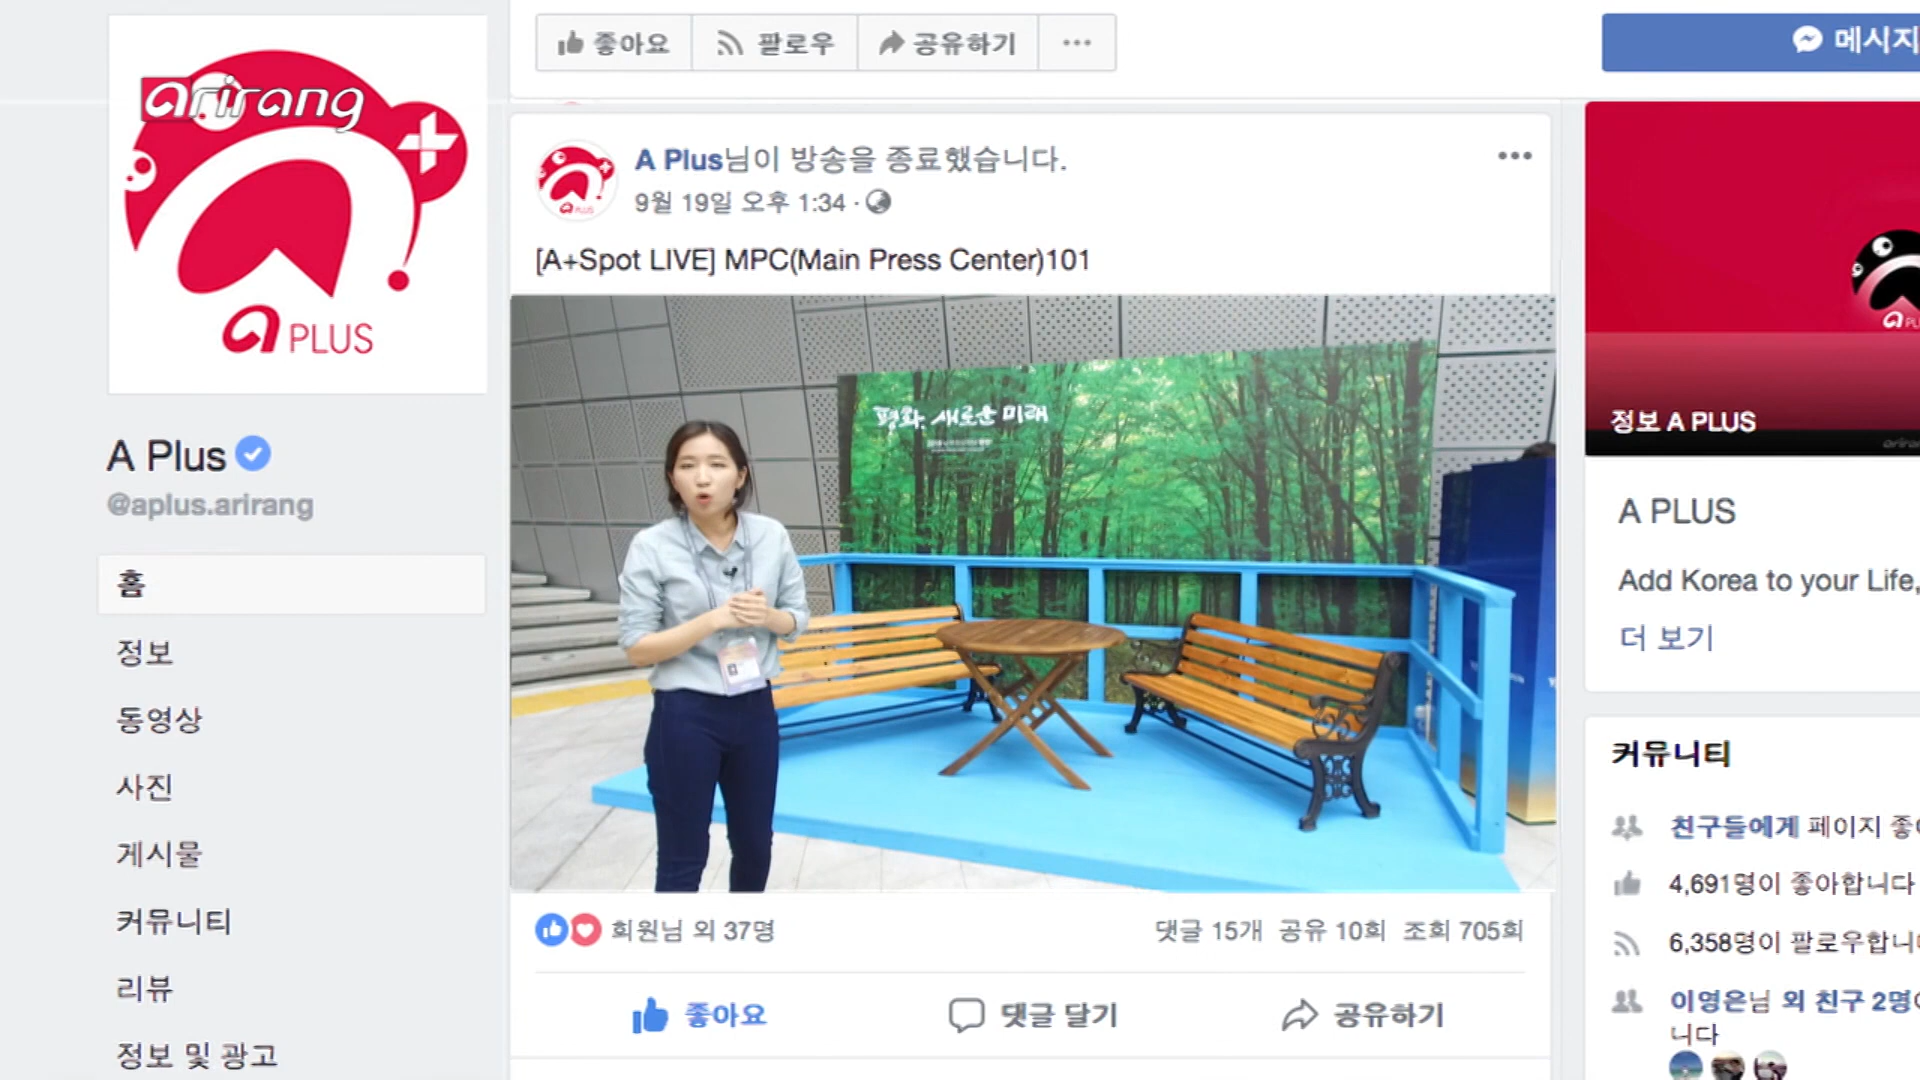 arirang
a PLUS
A Plus
@aplus.arirang
홈
정보
동영상
사진
게시물
커뮤니티
리뷰
정보 및 광고
좋아요
팔로우
공유하기
메시지
A Plus님이 방송을 종료했습니다.
9월 19일 오후 1:34
[A+Spot LIVE] MPC(Main Press Center)101
평화, 새로운 미래
회원님 외 37명
댓글 15개 공유 10회 조회 705회
좋아요
댓글 달기
공유하기
정보 A PLUS
A PLUS
Add Korea to your Life,
더 보기
커뮤니티
친구들에게 페이지
4,691명이 좋아합니다
6,358명이 팔로우합니
이영은님 외 친구 2명
니다